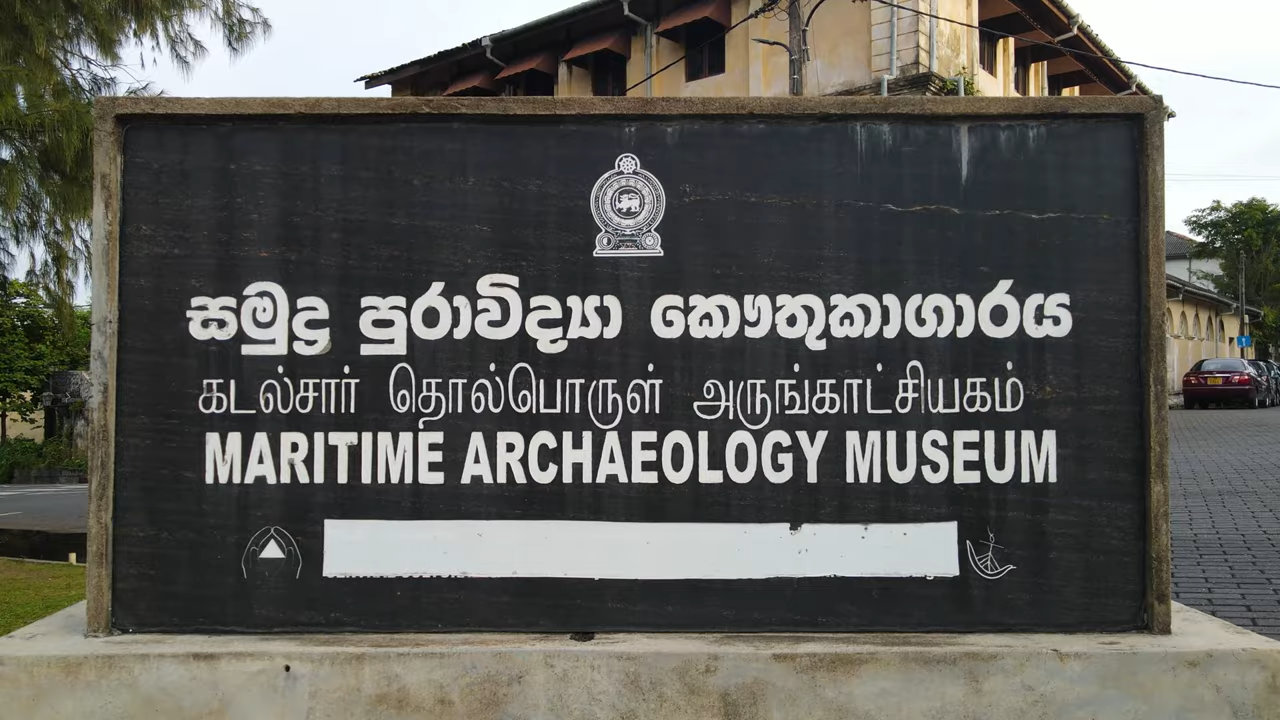 සමුද්‍ර පුරාවිද්‍යා කෞතුකාගාරය
கடல்சார் தொல்பொருள் அருங்காட்சியகம்
MARITIME ARCHAEOLOGY MUSEUM